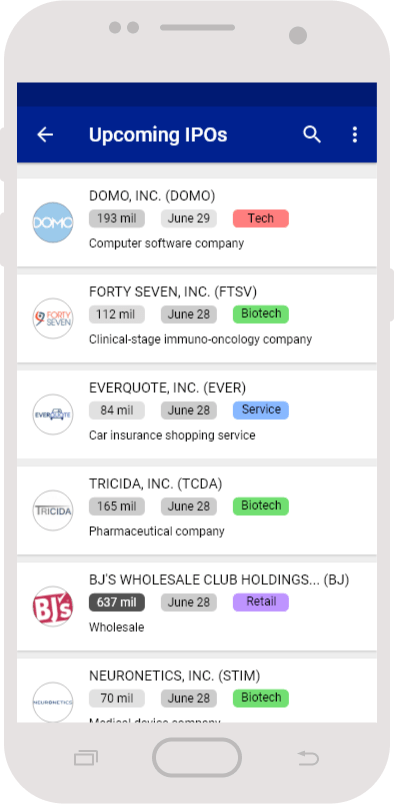 Upcoming IPOs
DOMO, INC. (DOMO)
DOMO
193 mil June 29 Tech
Computer software company
FORTY SEVEN, INC. (FTSV)
FORTY
SEVEN
112 mil June 28 Biotech
Clinical-stage immuno-oncology company
EVERQUOTE, INC. (EVER)
EVERQUOTE
84 mil June 28 Service
Car insurance shopping service
TRICIDA, INC. (TCDA)
TRICIDA
165 mil June 28 Biotech
Pharmaceutical company
BJ'S WHOLESALE CLUB HOLDINGS... (BJ)
BJ's
637 mil June 28 Retail
Wholesale
NEURONETICS, INC. (STIM)
NEURONETICS
70 mil June 28 Biotech
Medical device company